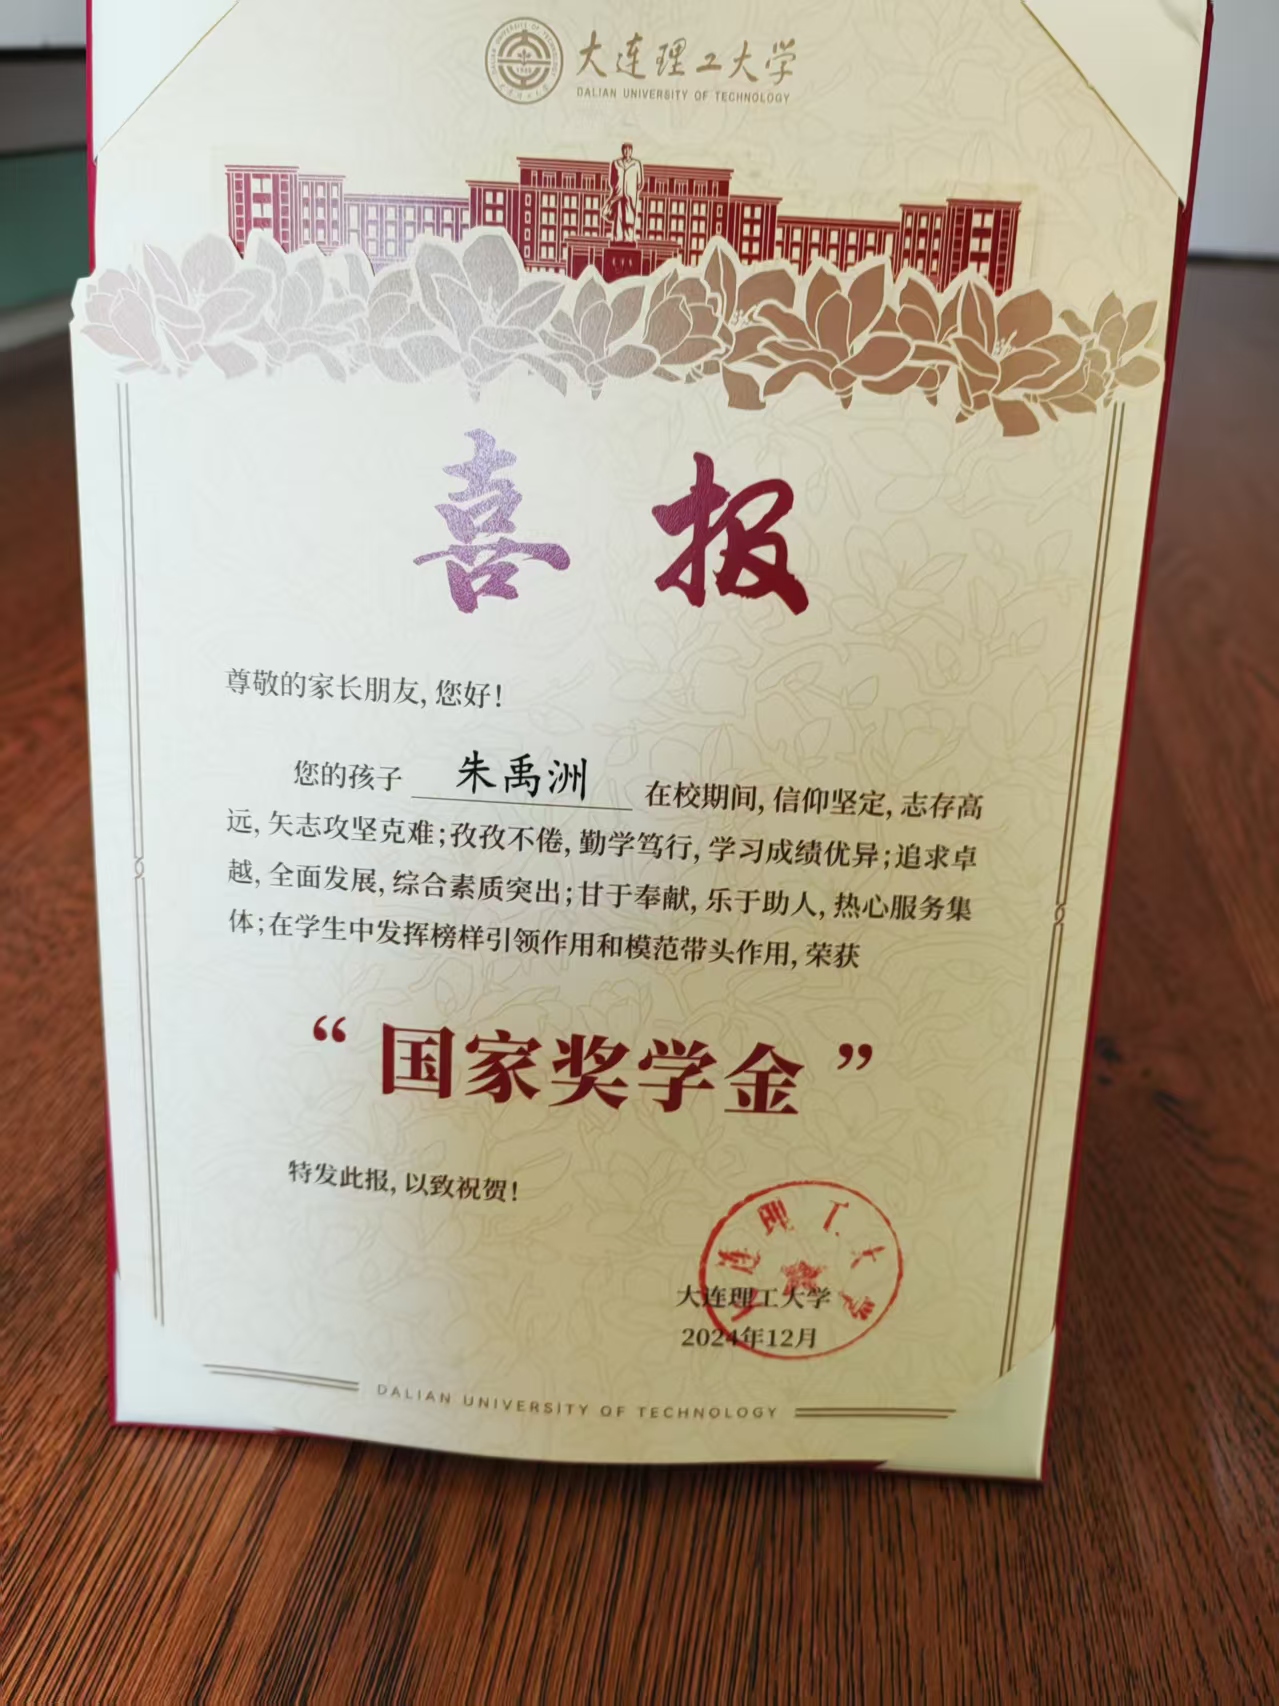 大连理工大学
DALIAN UNIVERSITY OF TECHNOLOGY
喜报
尊敬的家长朋友,您好!
您的孩子 朱禹洲 在校期间,信仰坚定,志存高
远,矢志攻坚克难;孜孜不倦,勤学笃行,学习成绩优异;追求卓
越,全面发展,综合素质突出;甘于奉献,乐于助人,热心服务集
体;在学生中发挥榜样引领作用和模范带头作用,荣获
“国家奖学金”
特发此报,以致祝贺!
大连理工大学
大连理工大学
2024年12月
DALIAN UNIVERSITY OF TECHNOLOGY